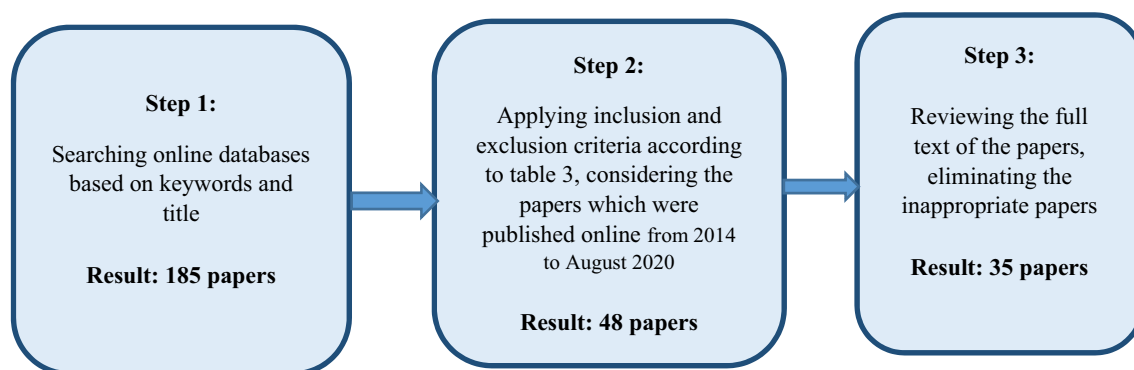 Step 1:
Searching online databases
based on keywords and
title
Result: 185 papers
Step 2:
Applying inclusion and
exclusion criteria according
to table 3, considering the
papers which were
published online from 2014
to August 2020
Result: 48 papers
Step 3:
Reviewing the full
text of the papers,
eliminating the
inappropriate papers
Result: 35 papers